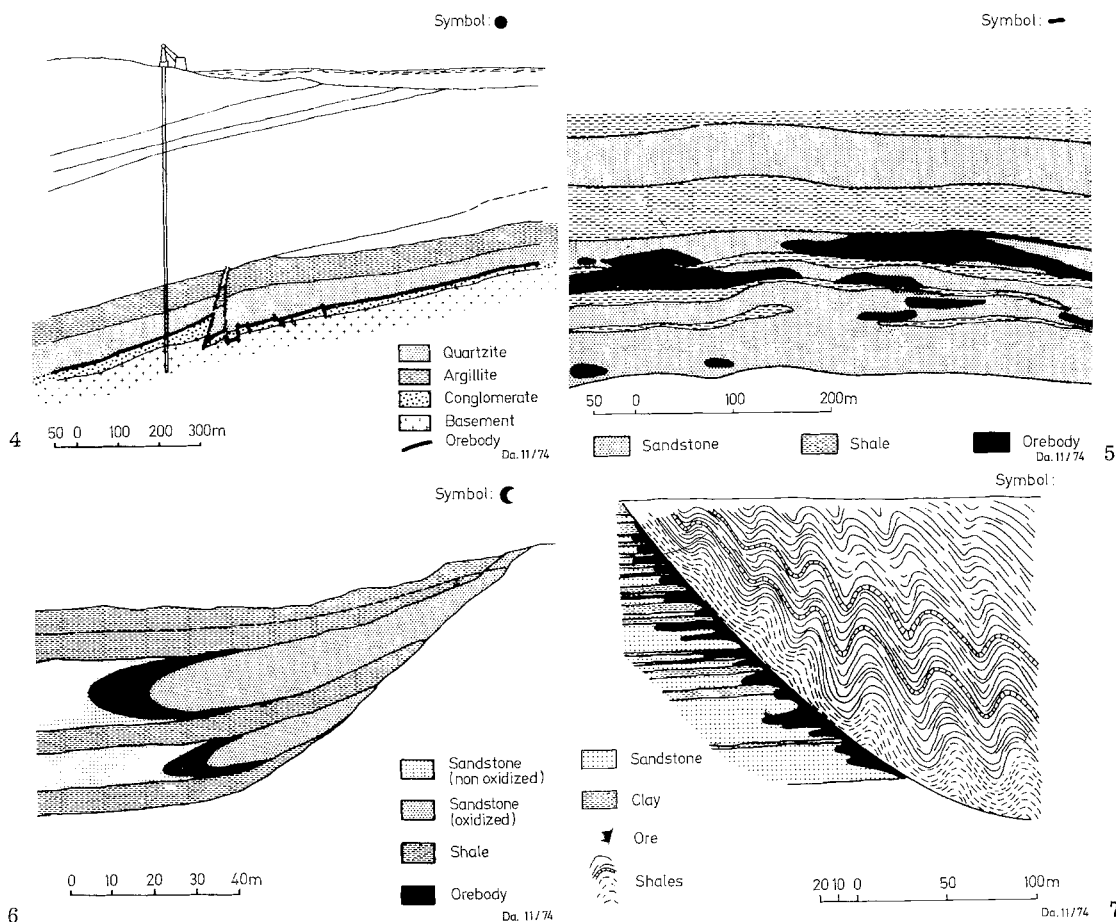 Symbol:
Quartzite
Argillite
Conglomerate
Basement
Orebody
50 0 100 200 300m
Da. 11/74
4
Symbol:
50 0 100 200m
Sandstone Shale Orebody
Da. 11/74
5
Symbol:
Sandstone
(non oxidized)
Sandstone
(oxidized)
Shale
Orebody
0 10 20 30 40m
Da. 11/74
6
Symbol:
Sandstone
Clay
Ore
Shales
20 10 0 50 100m
Da. 11/74
7